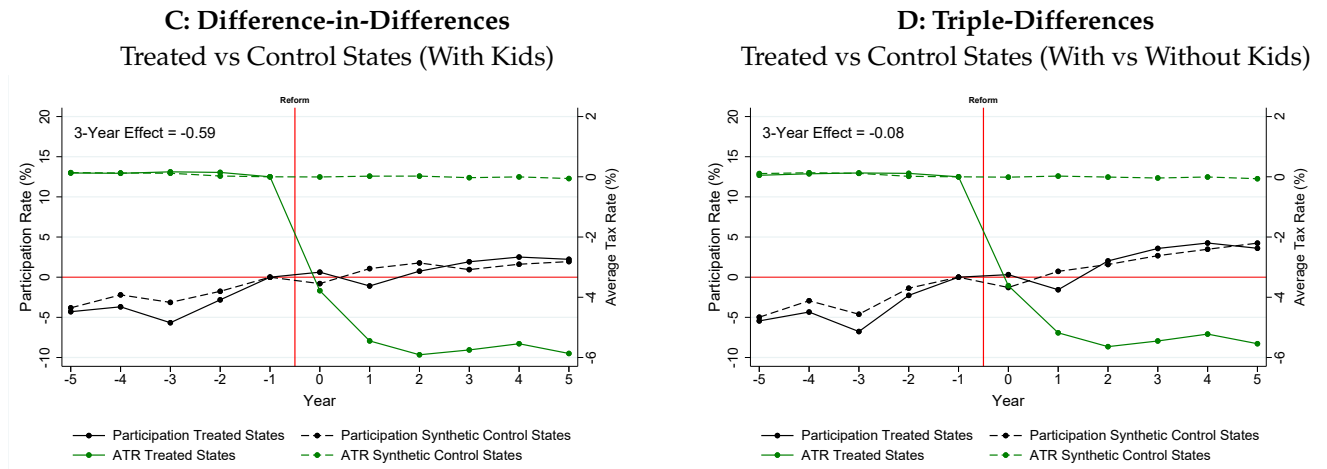 C: Difference-in-Differences
Treated vs Control States (With Kids)
Reform
3-Year Effect = -0.59
Participation Rate (%)
20
15
10
5
0
-5
-10
Average Tax Rate (%)
2
0
-2
-4
-6
-5 -4 -3 -2 -1 0 1 2 3 4 5
Year
Participation Treated States
Participation Synthetic Control States
ATR Treated States
ATR Synthetic Control States
D: Triple-Differences
Treated vs Control States (With vs Without Kids)
Reform
3-Year Effect = -0.08
Participation Rate (%)
20
15
10
5
0
-5
-10
Average Tax Rate (%)
2
0
-2
-4
-6
-5 -4 -3 -2 -1 0 1 2 3 4 5
Year
Participation Treated States
Participation Synthetic Control States
ATR Treated States
ATR Synthetic Control States